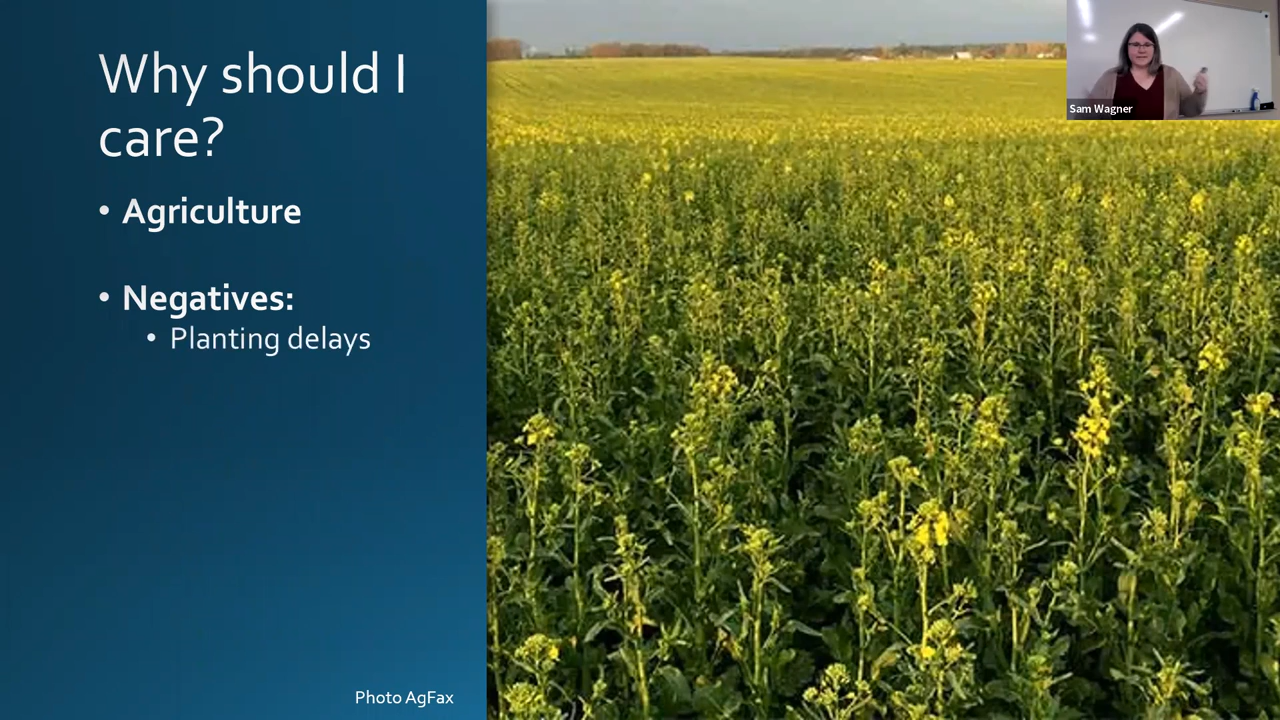 Why should I
care?
• Agriculture
• Negatives:
• Planting delays
Photo AgFax
Sam Wagner